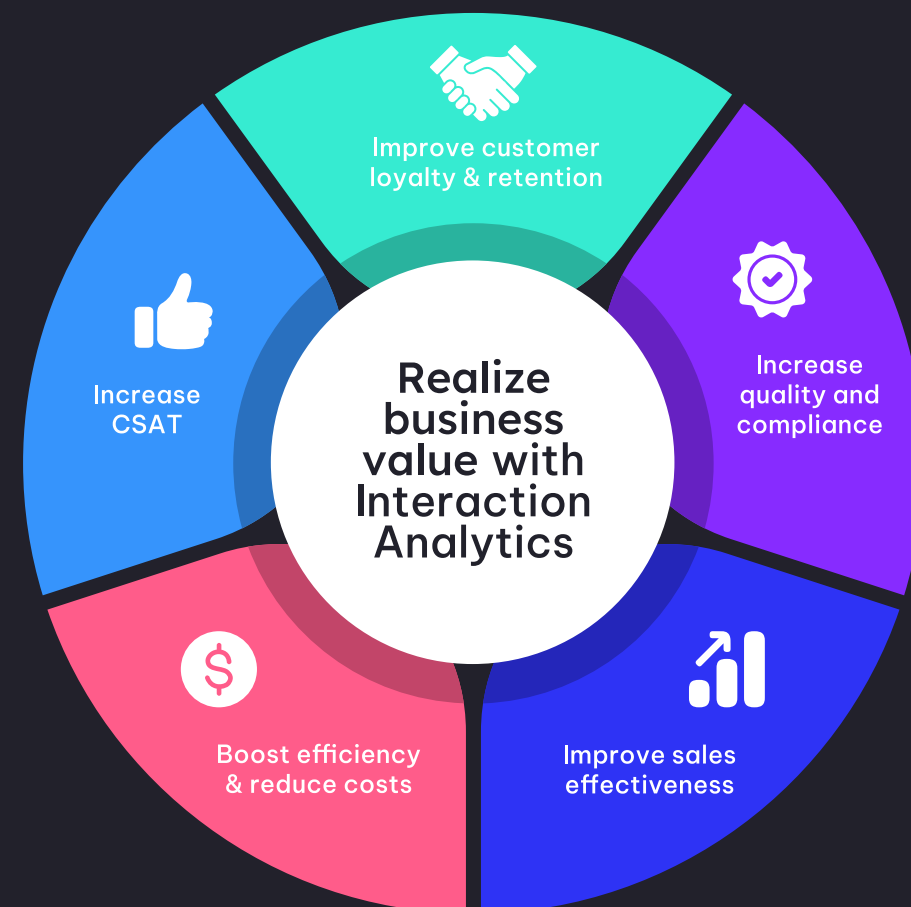 Improve customer
loyalty & retention
Increase
quality and
compliance
Improve sales
effectiveness
Boost efficiency
& reduce costs
Increase
CSAT
Realize
business
value with
Interaction
Analytics
$